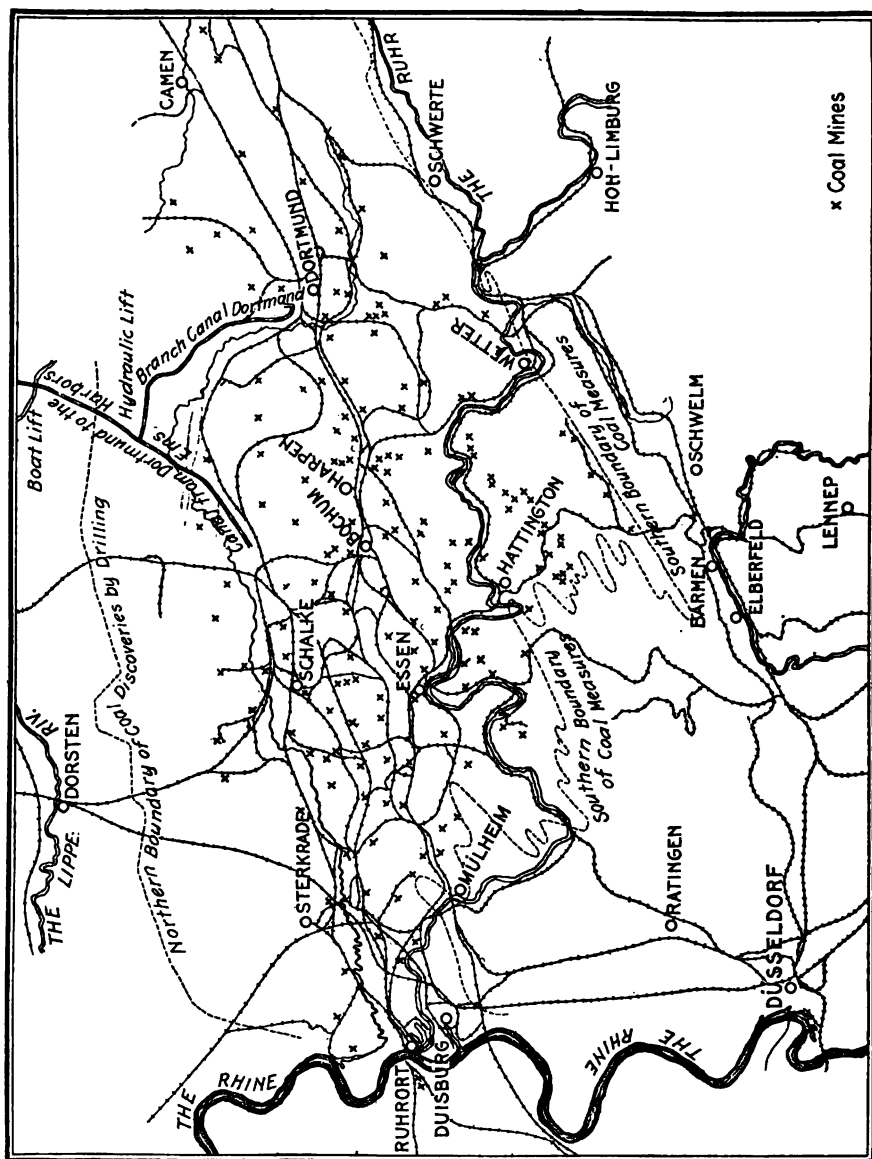 THE LIPPE RIV.
DORSTEN
Boat Lift
Canal From Dortmund to the Harbors
Ems.
Hydraulic Lift
Branch Canal Dortmund
CAMEN
Northern Boundary of Coal Discoveries by Drilling
THE RHINE
STERKRADE
SCHALKE
BOCHUM
HARPEN
DORTMUND
RUHRORT
DUISBURG
MÜLHEIM
ESSEN
HATTINGTON
WETTER
SCHWERTE
THE RUHR
HOH-LIMBURG
Southern Boundary
of Coal Measures
Southern Boundary of
Coal Measures
THE RHINE
RATINGEN
DÜSSELDORF
BARMEN
ELBERFELD
SCHWELM
LENNEP
x Coal Mines